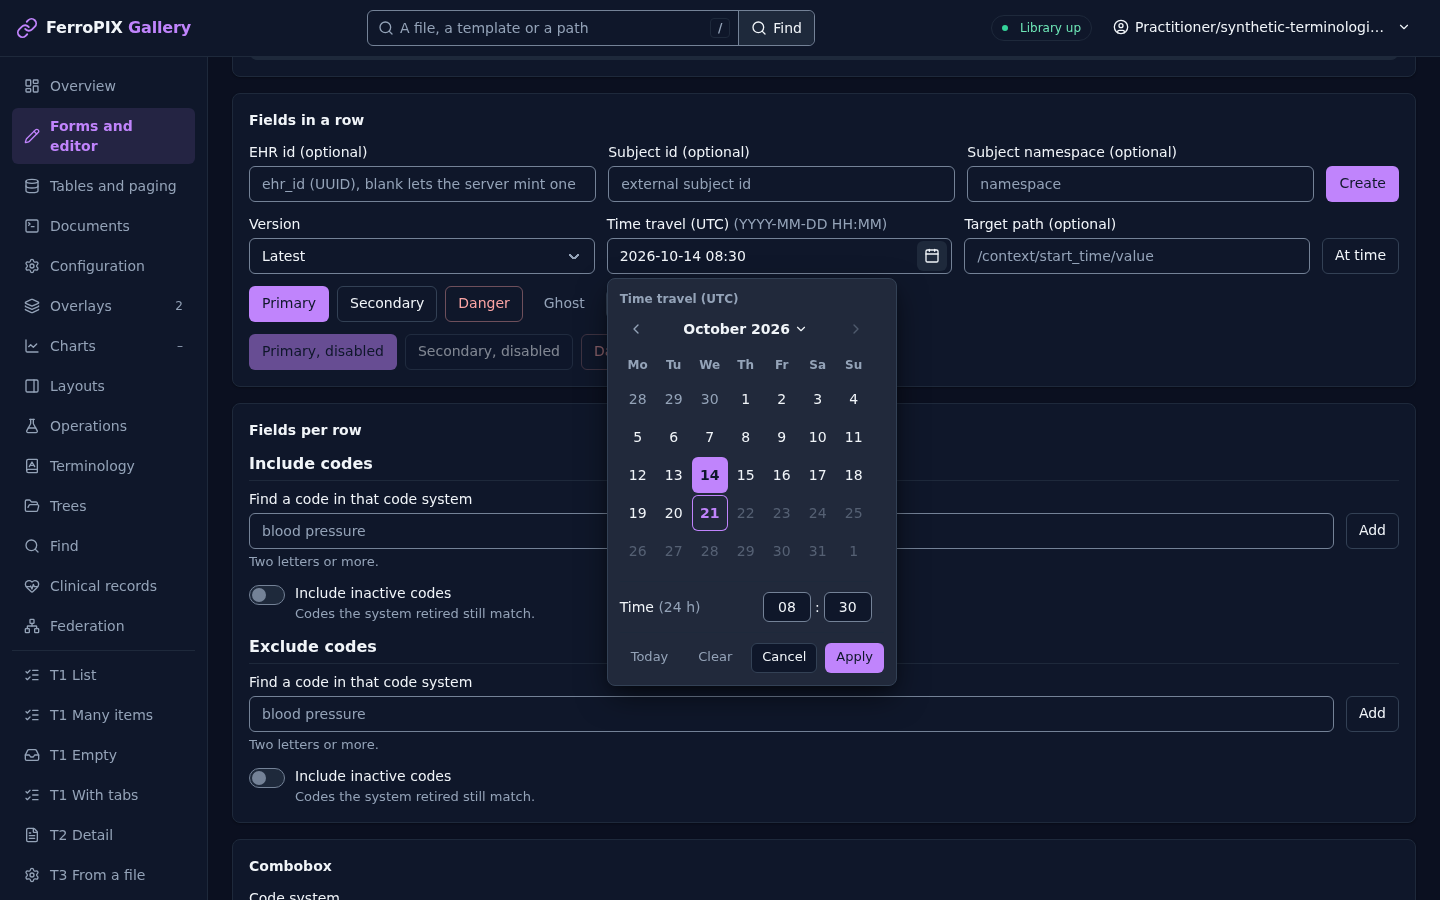 FerroPIX Gallery
A file, a template or a path
/
Find
Library up
Practitioner/synthetic-terminologi…
Overview
Forms and
editor
Tables and paging
Documents
Configuration
Overlays 2
Charts –
Layouts
Operations
Terminology
Trees
Find
Clinical records
Federation
T1 List
T1 Many items
T1 Empty
T1 With tabs
T2 Detail
T3 From a file
Fields in a row
EHR id (optional) Subject id (optional) Subject namespace (optional)
ehr_id (UUID), blank lets the server mint one external subject id namespace Create
Version Time travel (UTC) (YYYY-MM-DD HH:MM) Target path (optional)
Latest 2026-10-14 08:30 /context/start_time/value At time
Primary Secondary Danger Ghost
Primary, disabled Secondary, disabled
Time travel (UTC)
October 2026
Mo Tu We Th Fr Sa Su
28 29 30 1 2 3 4
5 6 7 8 9 10 11
12 13 14 15 16 17 18
19 20 21 22 23 24 25
26 27 28 29 30 31 1
Time (24 h) 08 : 30
Today Clear Cancel Apply
Fields per row
Include codes
Find a code in that code system
blood pressure Add
Two letters or more.
Include inactive codes
Codes the system retired still match.
Exclude codes
Find a code in that code system
blood pressure Add
Two letters or more.
Include inactive codes
Codes the system retired still match.
Combobox
Code system